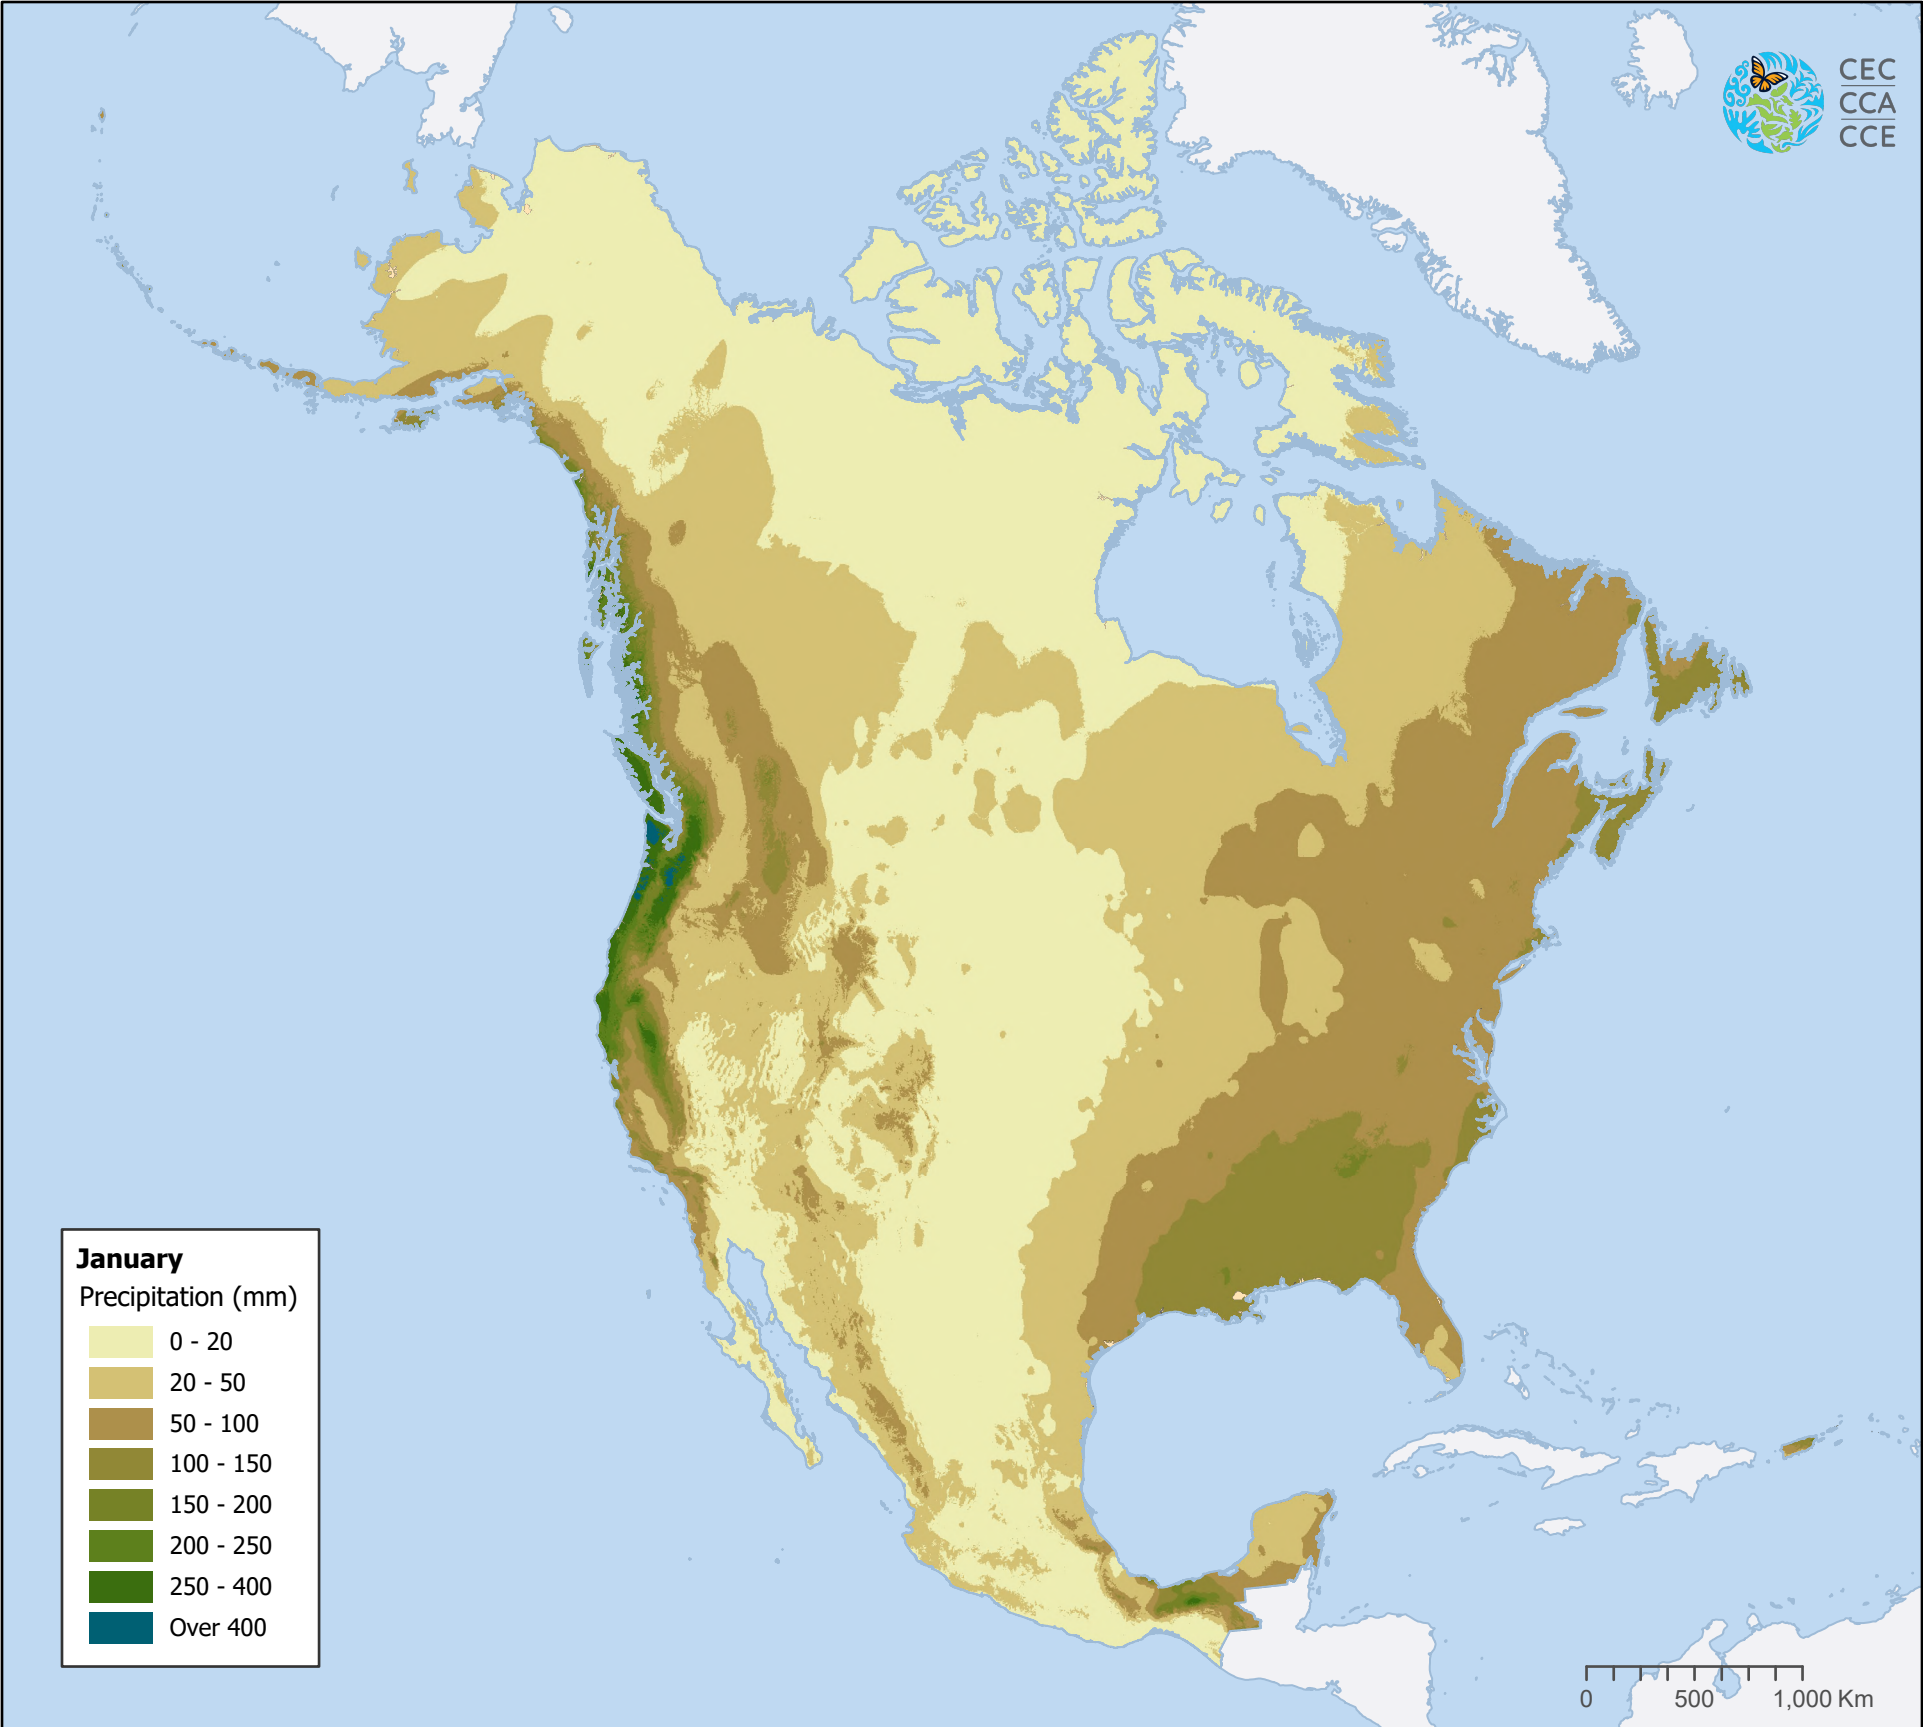 CEC
CCA
CCE
January
Precipitation (mm)
0 - 20
20 - 50
50 - 100
100 - 150
150 - 200
200 - 250
250 - 400
Over 400
0 500 1,000 Km